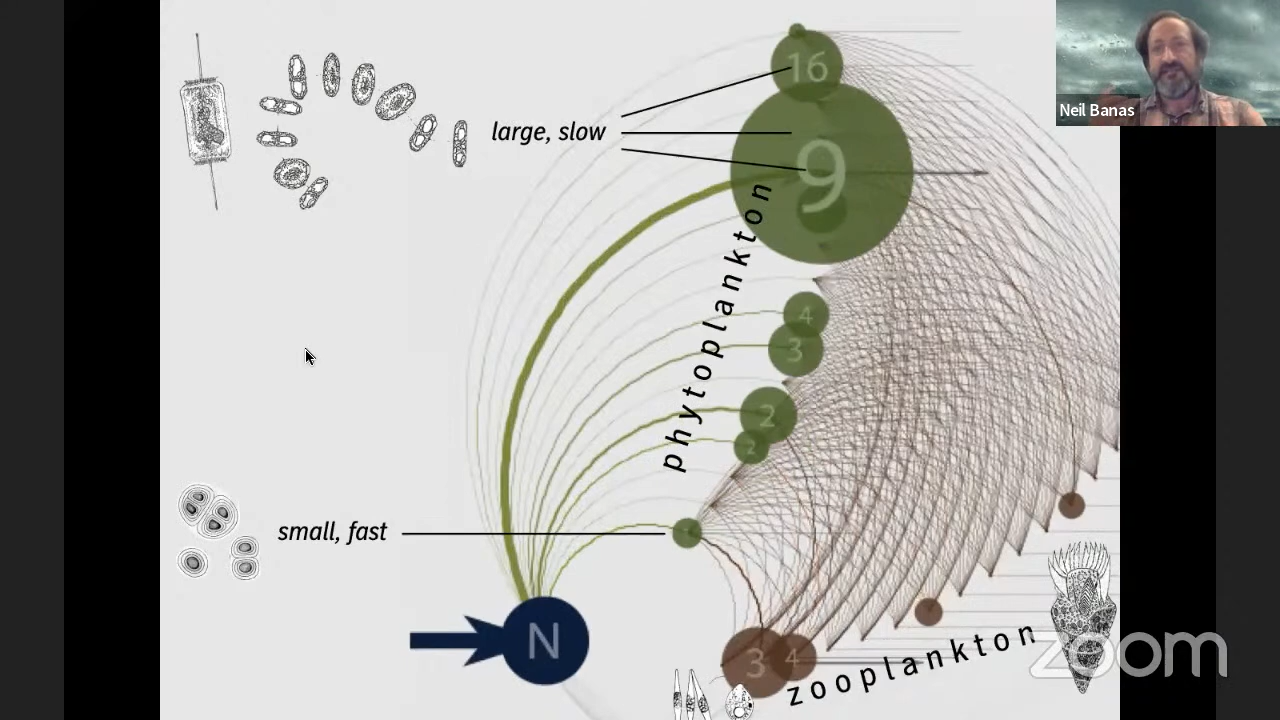 16
Neil Banas
large, slow
9
phytoplankton
4
3
2
2
small, fast
N
3
4
zooplankton
zoom